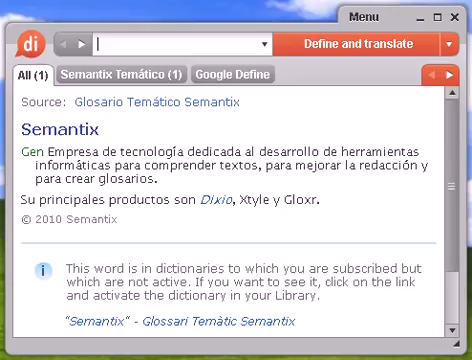 Menu
di
Define and translate
All (1)
Semantix Temático (1)
Google Define
Source: Glosario Temático Semantix
Semantix
Gen Empresa de tecnología dedicada al desarrollo de herramientas
informáticas para comprender textos, para mejorar la redacción y
para crear glosarios.
Su principales productos son Dixio, Xtyle y Gloxr.
© 2010 Semantix
i
This word is in dictionaries to which you are subscribed but
which are not active. If you want to see it, click on the link
and activate the dictionary in your Library.
"Semantix" - Glossari Temàtic Semantix